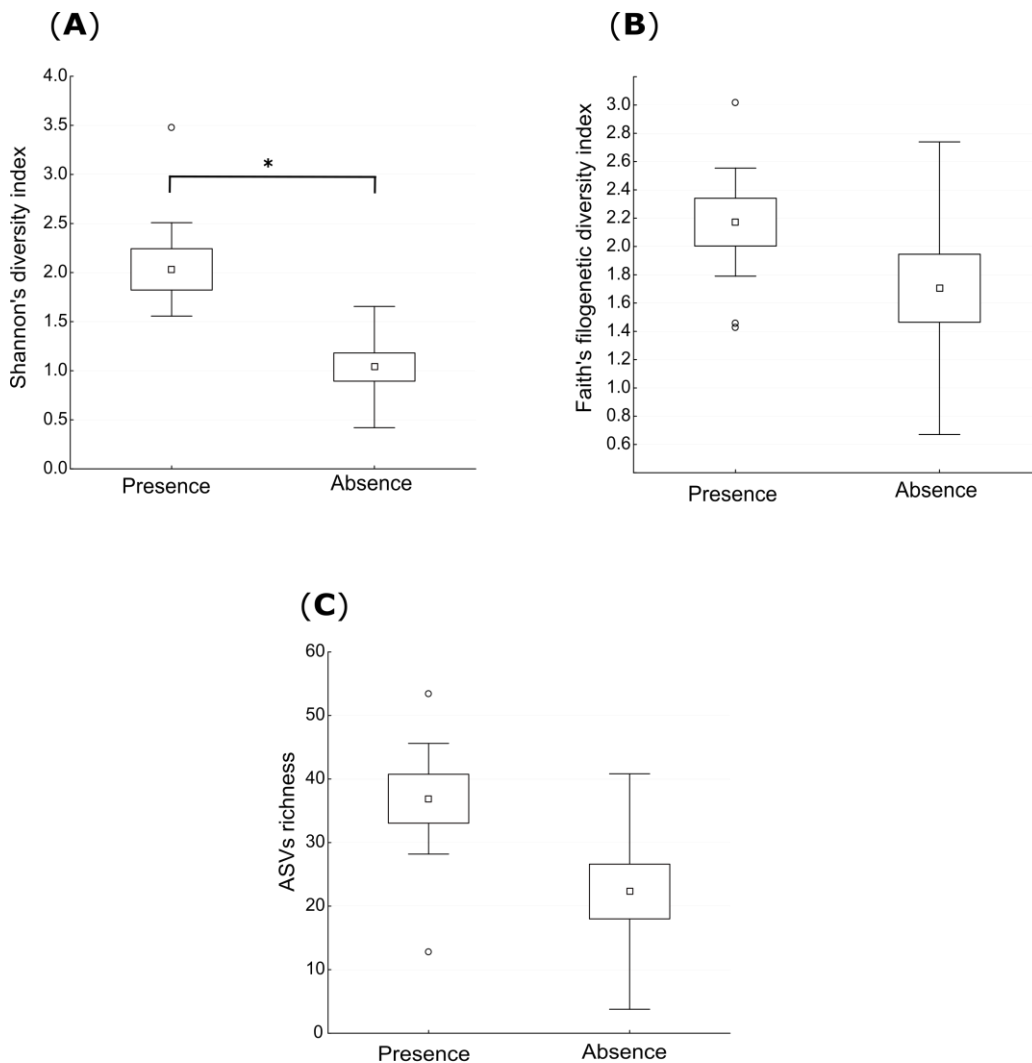 (A)
Shannon's diversity index
4.0
3.5
3.0
2.5
2.0
1.5
1.0
0.5
0.0
*
Presence
Absence
(B)
Faith's filogenetic diversity index
3.0
2.8
2.6
2.4
2.2
2.0
1.8
1.6
1.4
1.2
1.0
0.8
0.6
Presence
Absence
(C)
ASVs richness
60
50
40
30
20
10
0
Presence
Absence